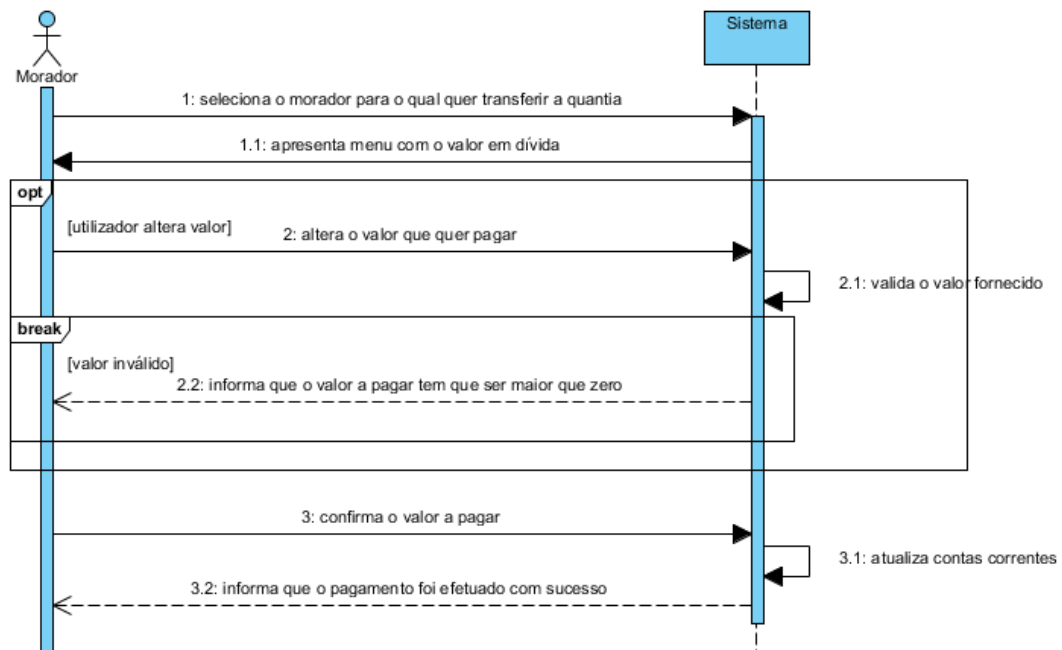 Morador
Sistema
1: seleciona o morador para o qual quer transferir a quantia
1.1: apresenta menu com o valor em dívida
opt
[utilizador altera valor]
2: altera o valor que quer pagar
2.1: valida o valor fornecido
break
[valor inválido]
2.2: informa que o valor a pagar tem que ser maior que zero
3: confirma o valor a pagar
3.1: atualiza contas correntes
3.2: informa que o pagamento foi efetuado com sucesso